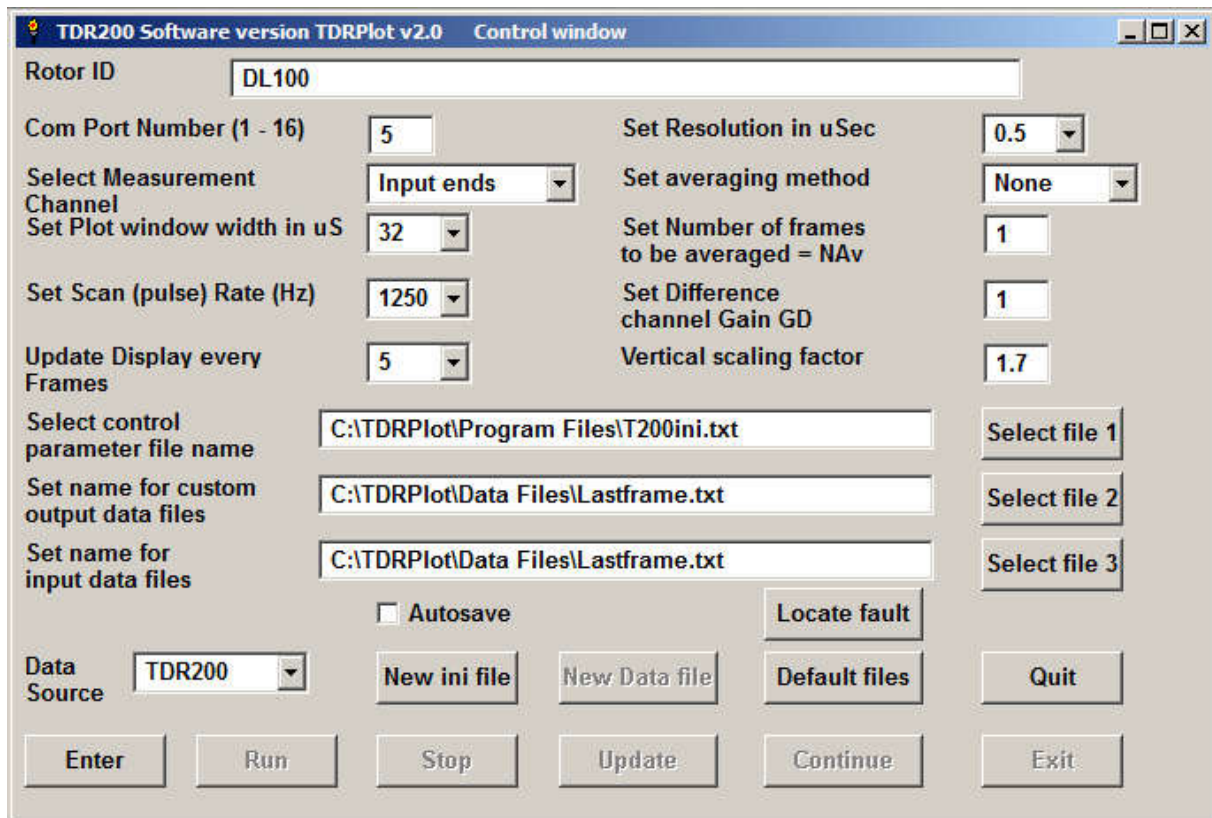 TDR200 Software version TDRPlot v2.0 Control window
Rotor ID DL100
Com Port Number (1 - 16) 5 Set Resolution in uSec 0.5
Select Measurement Input ends Set averaging method None
Channel
Set Plot window width in uS 32 Set Number of frames 1
to be averaged = NAv
Set Scan (pulse) Rate (Hz) 1250 Set Difference 1
channel Gain GD
Update Display every 5 Vertical scaling factor 1.7
Frames
Select control C:\TDRPlot\Program Files\T200ini.txt Select file 1
parameter file name
Set name for custom C:\TDRPlot\Data Files\Lastframe.txt Select file 2
output data files
Set name for C:\TDRPlot\Data Files\Lastframe.txt Select file 3
input data files
Autosave Locate fault
Data TDR200 New ini file New Data file Default files Quit
Source
Enter Run Stop Update Continue Exit